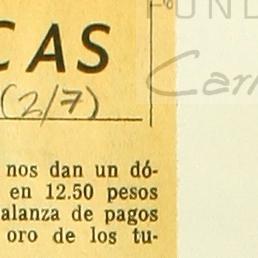 FUND
CAS
Car
(2/7)
nos dan un dó-
en 12.50 pesos
alanza de pagos
oro de los tu-